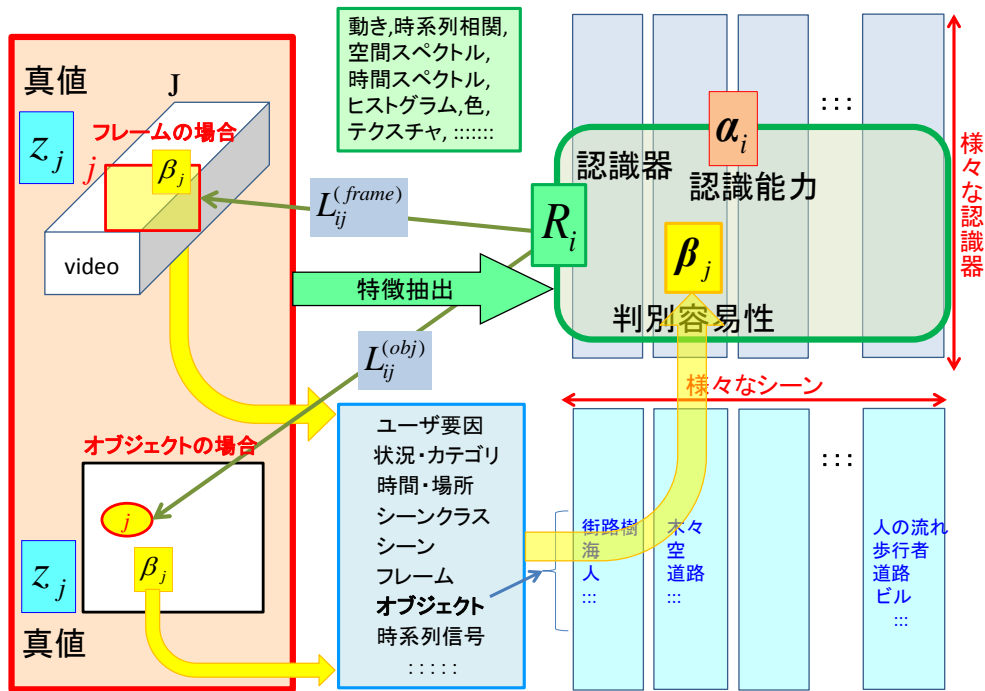 真値
J
z_j
フレームの場合
j
β_j
video
L_{ij}^{(frame)}
動き,時系列相関,
空間スペクトル,
時間スペクトル,
ヒストグラム,色,
テクスチャ, :::::::
特徴抽出
L_{ij}^{(obj)}
R_i
認識器
α_i
認識能力
β_j
判別容易性
:::
様々な認識器
様々なシーン
オブジェクトの場合
j
β_j
z_j
真値
ユーザ要因
状況・カテゴリ
時間・場所
シーンクラス
シーン
フレーム
オブジェクト
時系列信号
:::::
街路樹
海
人
:::
木々
空
道路
:::
:::
人の流れ
歩行者
道路
ビル
:::